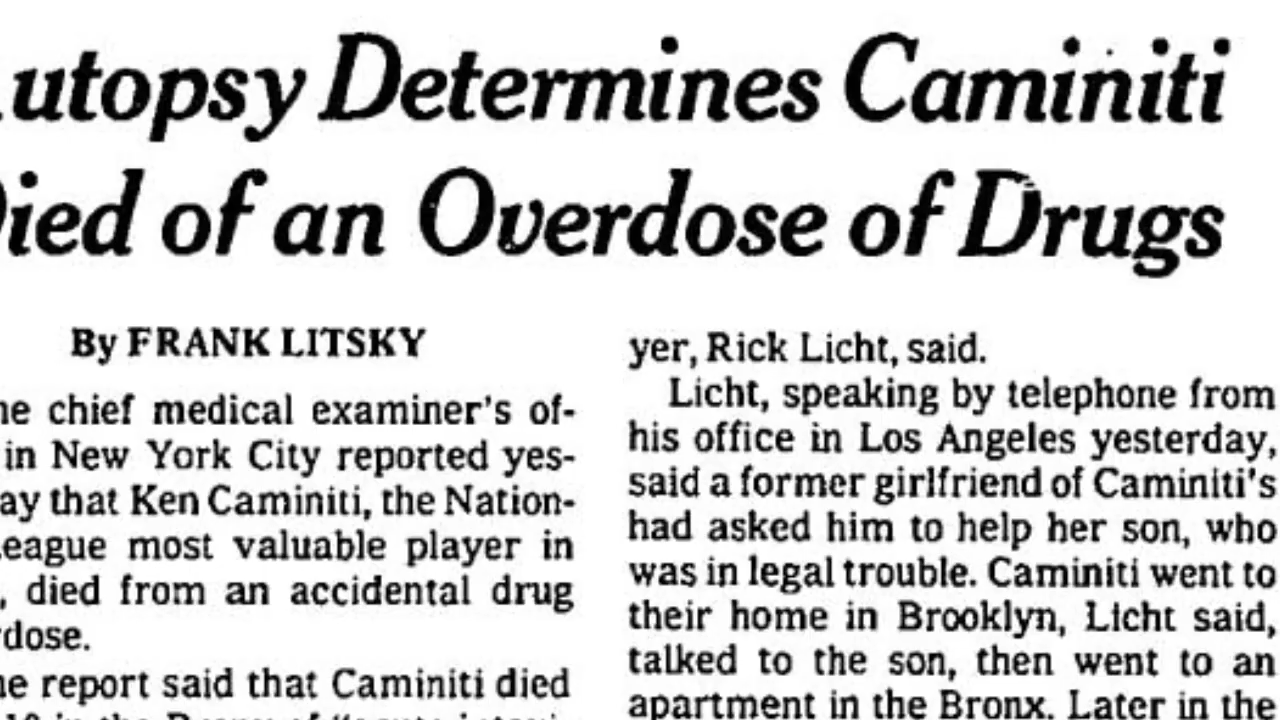 utopsy Determines Caminiti
Died of an Overdose of Drugs
By FRANK LITSKY
he chief medical examiner's of-
in New York City reported yes-
ay that Ken Caminiti, the Nation-
eague most valuable player in
, died from an accidental drug
rdose.
he report said that Caminiti died
yer, Rick Licht, said.
Licht, speaking by telephone from
his office in Los Angeles yesterday,
said a former girlfriend of Caminiti's
had asked him to help her son, who
was in legal trouble. Caminiti went to
their home in Brooklyn, Licht said,
talked to the son, then went to an
apartment in the Bronx. Later in the